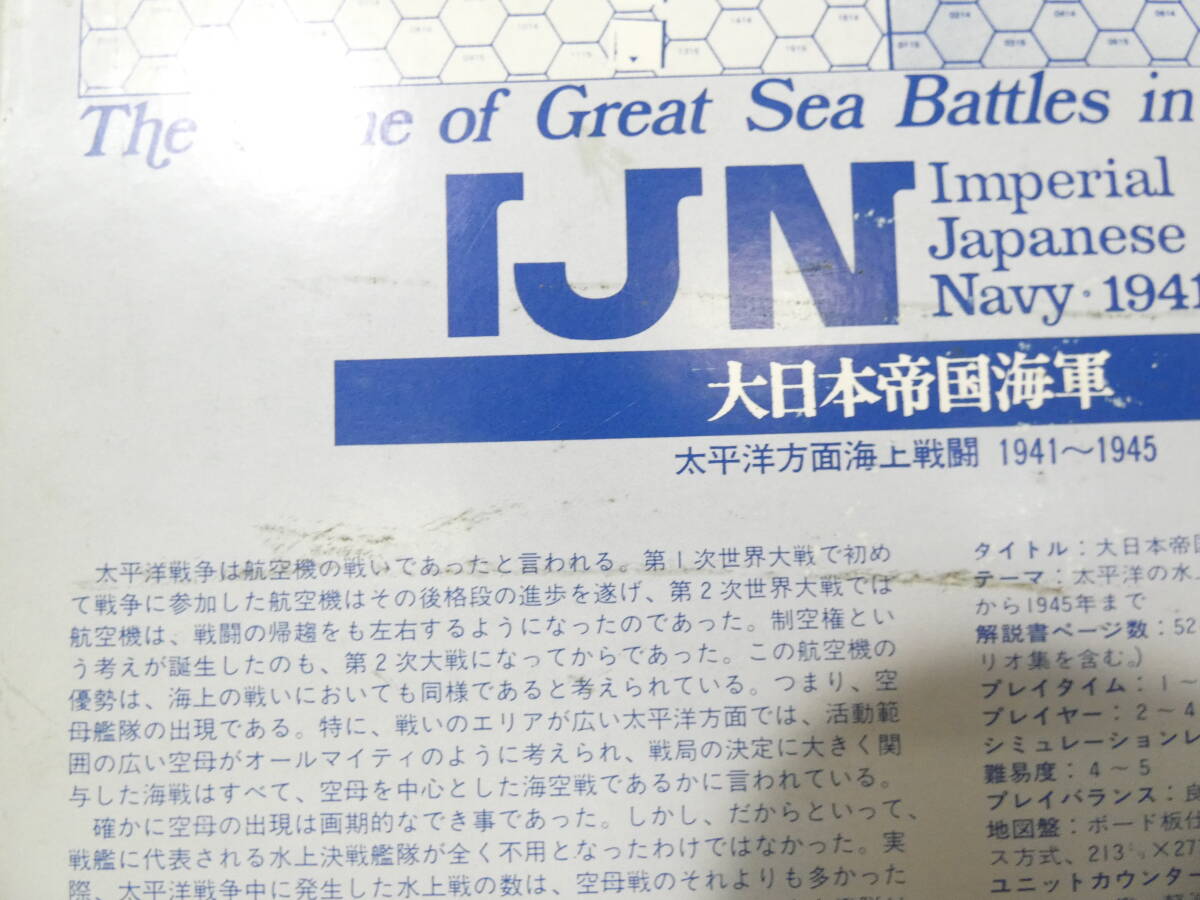 The of Great Sea Battles in
IJN
Imperial
Japanese
Navy・1941
大日本帝国海軍
太平洋方面海上戦闘 1941～1945
太平洋戦争は航空機の戦いであったと言われる。第1次世界大戦で初め
て戦争に参加した航空機はその後格段の進歩を遂げ、第2次世界大戦では
航空機は、戦闘の帰趨をも左右するようになったのであった。制空権とい
う考えが誕生したのも、第2次大戦になってからであった。この航空機の
優勢は、海上の戦いにおいても同様であると考えられている。つまり、空
母艦隊の出現である。特に、戦いのエリアが広い太平洋方面では、活動範
囲の広い空母がオールマイティのように考えられ、戦局の決定に大きく関
与した海戦はすべて、空母を中心とした海空戦であるかに言われている。
確かに空母の出現は画期的なでき事であった。しかし、だからといって、
戦艦に代表される水上決戦艦隊が全く不用となったわけではなかった。実
際、太平洋戦争中に発生した水上戦の数は、空母戦のそれよりも多かった
タイトル：大日本帝国
テーマ：太平洋の水
から1945年まで
解説書ページ数：52
リオ集を含む。)
プレイタイム：1～
プレイヤー：2～4
シミュレーションレ
難易度：4～5
プレイバランス：良
地図盤：ボード板仕
ス方式、213 ×27
ユニットカウンター